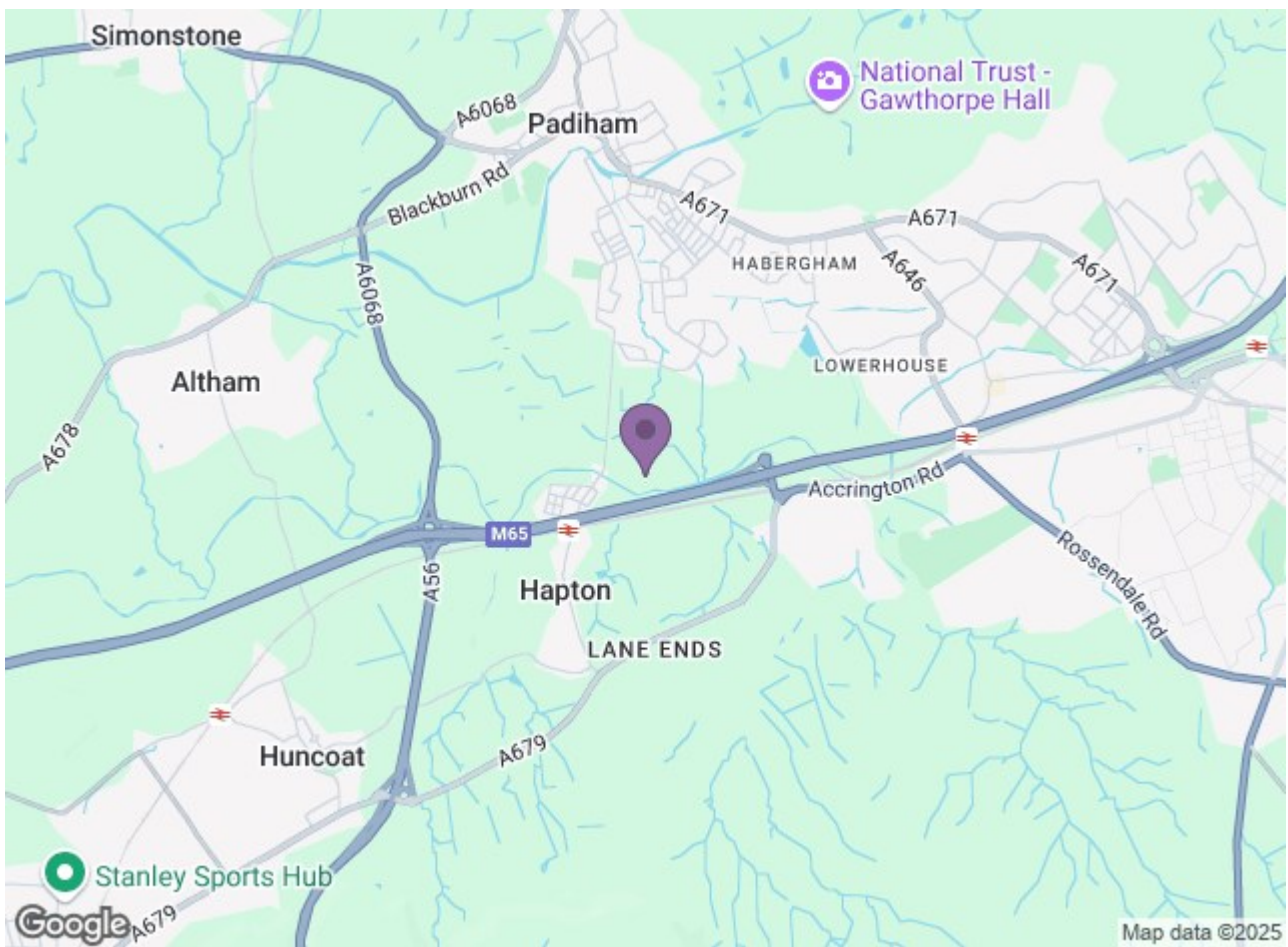 Simonstone
National Trust -
Gawthorpe Hall
A6068
Padiham
Blackburn Rd
A671
A671
HABERGHAM
A646
A671
A6068
LOWERHOUSE
Altham
A678
Accrington Rd
M65
A56
Hapton
Rossendale Rd
LANE ENDS
Huncoat
A679
Stanley Sports Hub
Google
A679
Map data ©2025